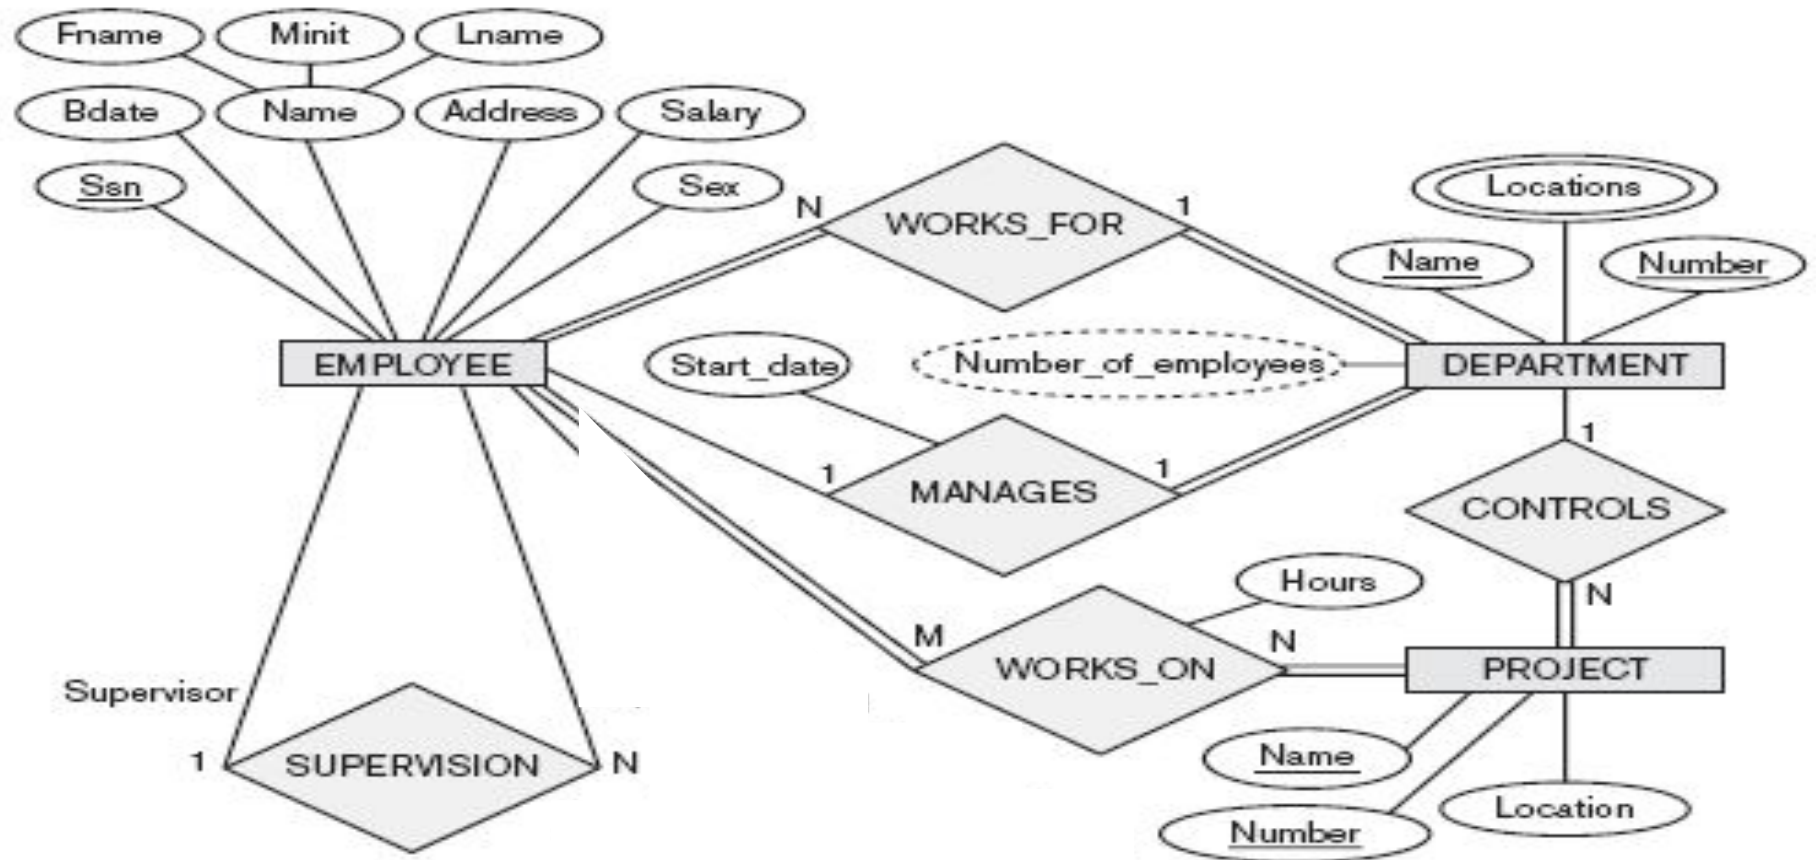 Fname
Minit
Lname
Bdate
Name
Address
Salary
Ssn
Sex
N
WORKS_FOR
1
Locations
Name
Number
EMPLOYEE
Start_date
Number_of_employees
DEPARTMENT
1
MANAGES
1
1
CONTROLS
N
Hours
M
WORKS_ON
N
PROJECT
Supervisor
1
SUPERVISION
N
Name
Number
Location